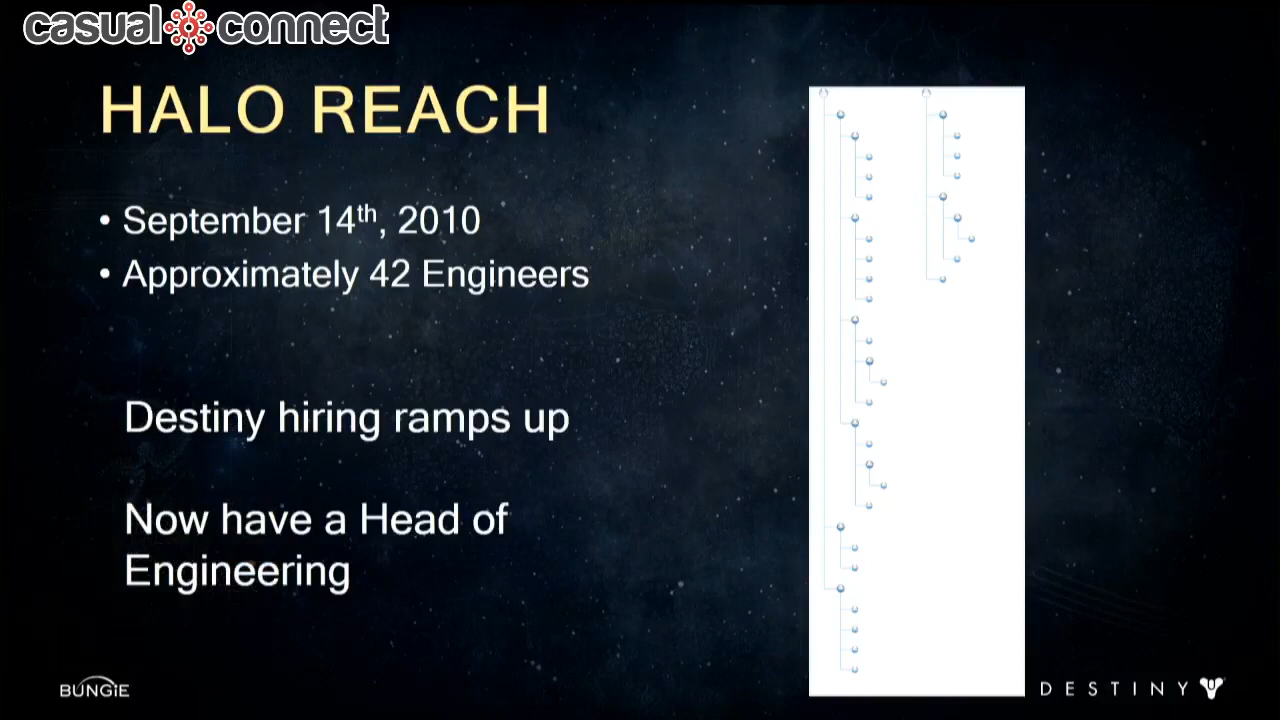 casual connect
HALO REACH
• September 14th, 2010
• Approximately 42 Engineers
Destiny hiring ramps up
Now have a Head of
Engineering
BUNGiE
DESTINY